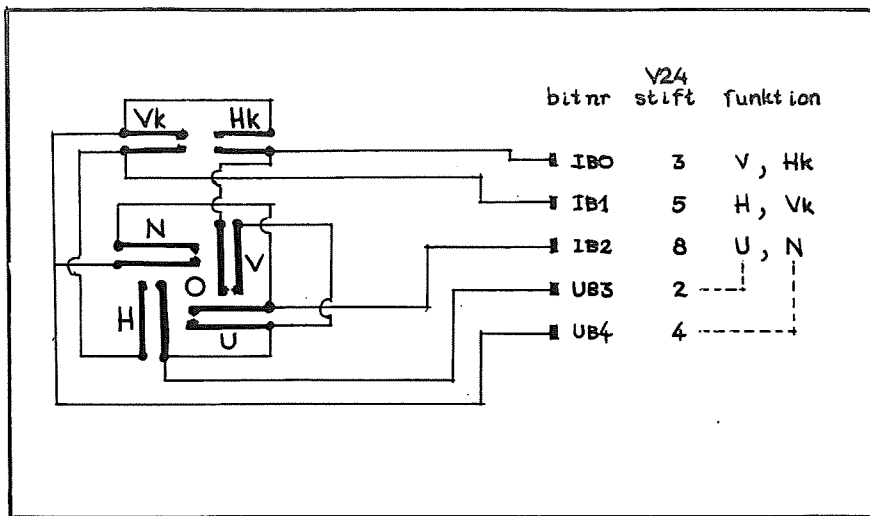 V24
bitnr stift funktion
Vk Hk
IB0 3 V, Hk
IB1 5 H, Vk
N
IB2 8 U, N
V
O
UB3 2
H
U
UB4 4